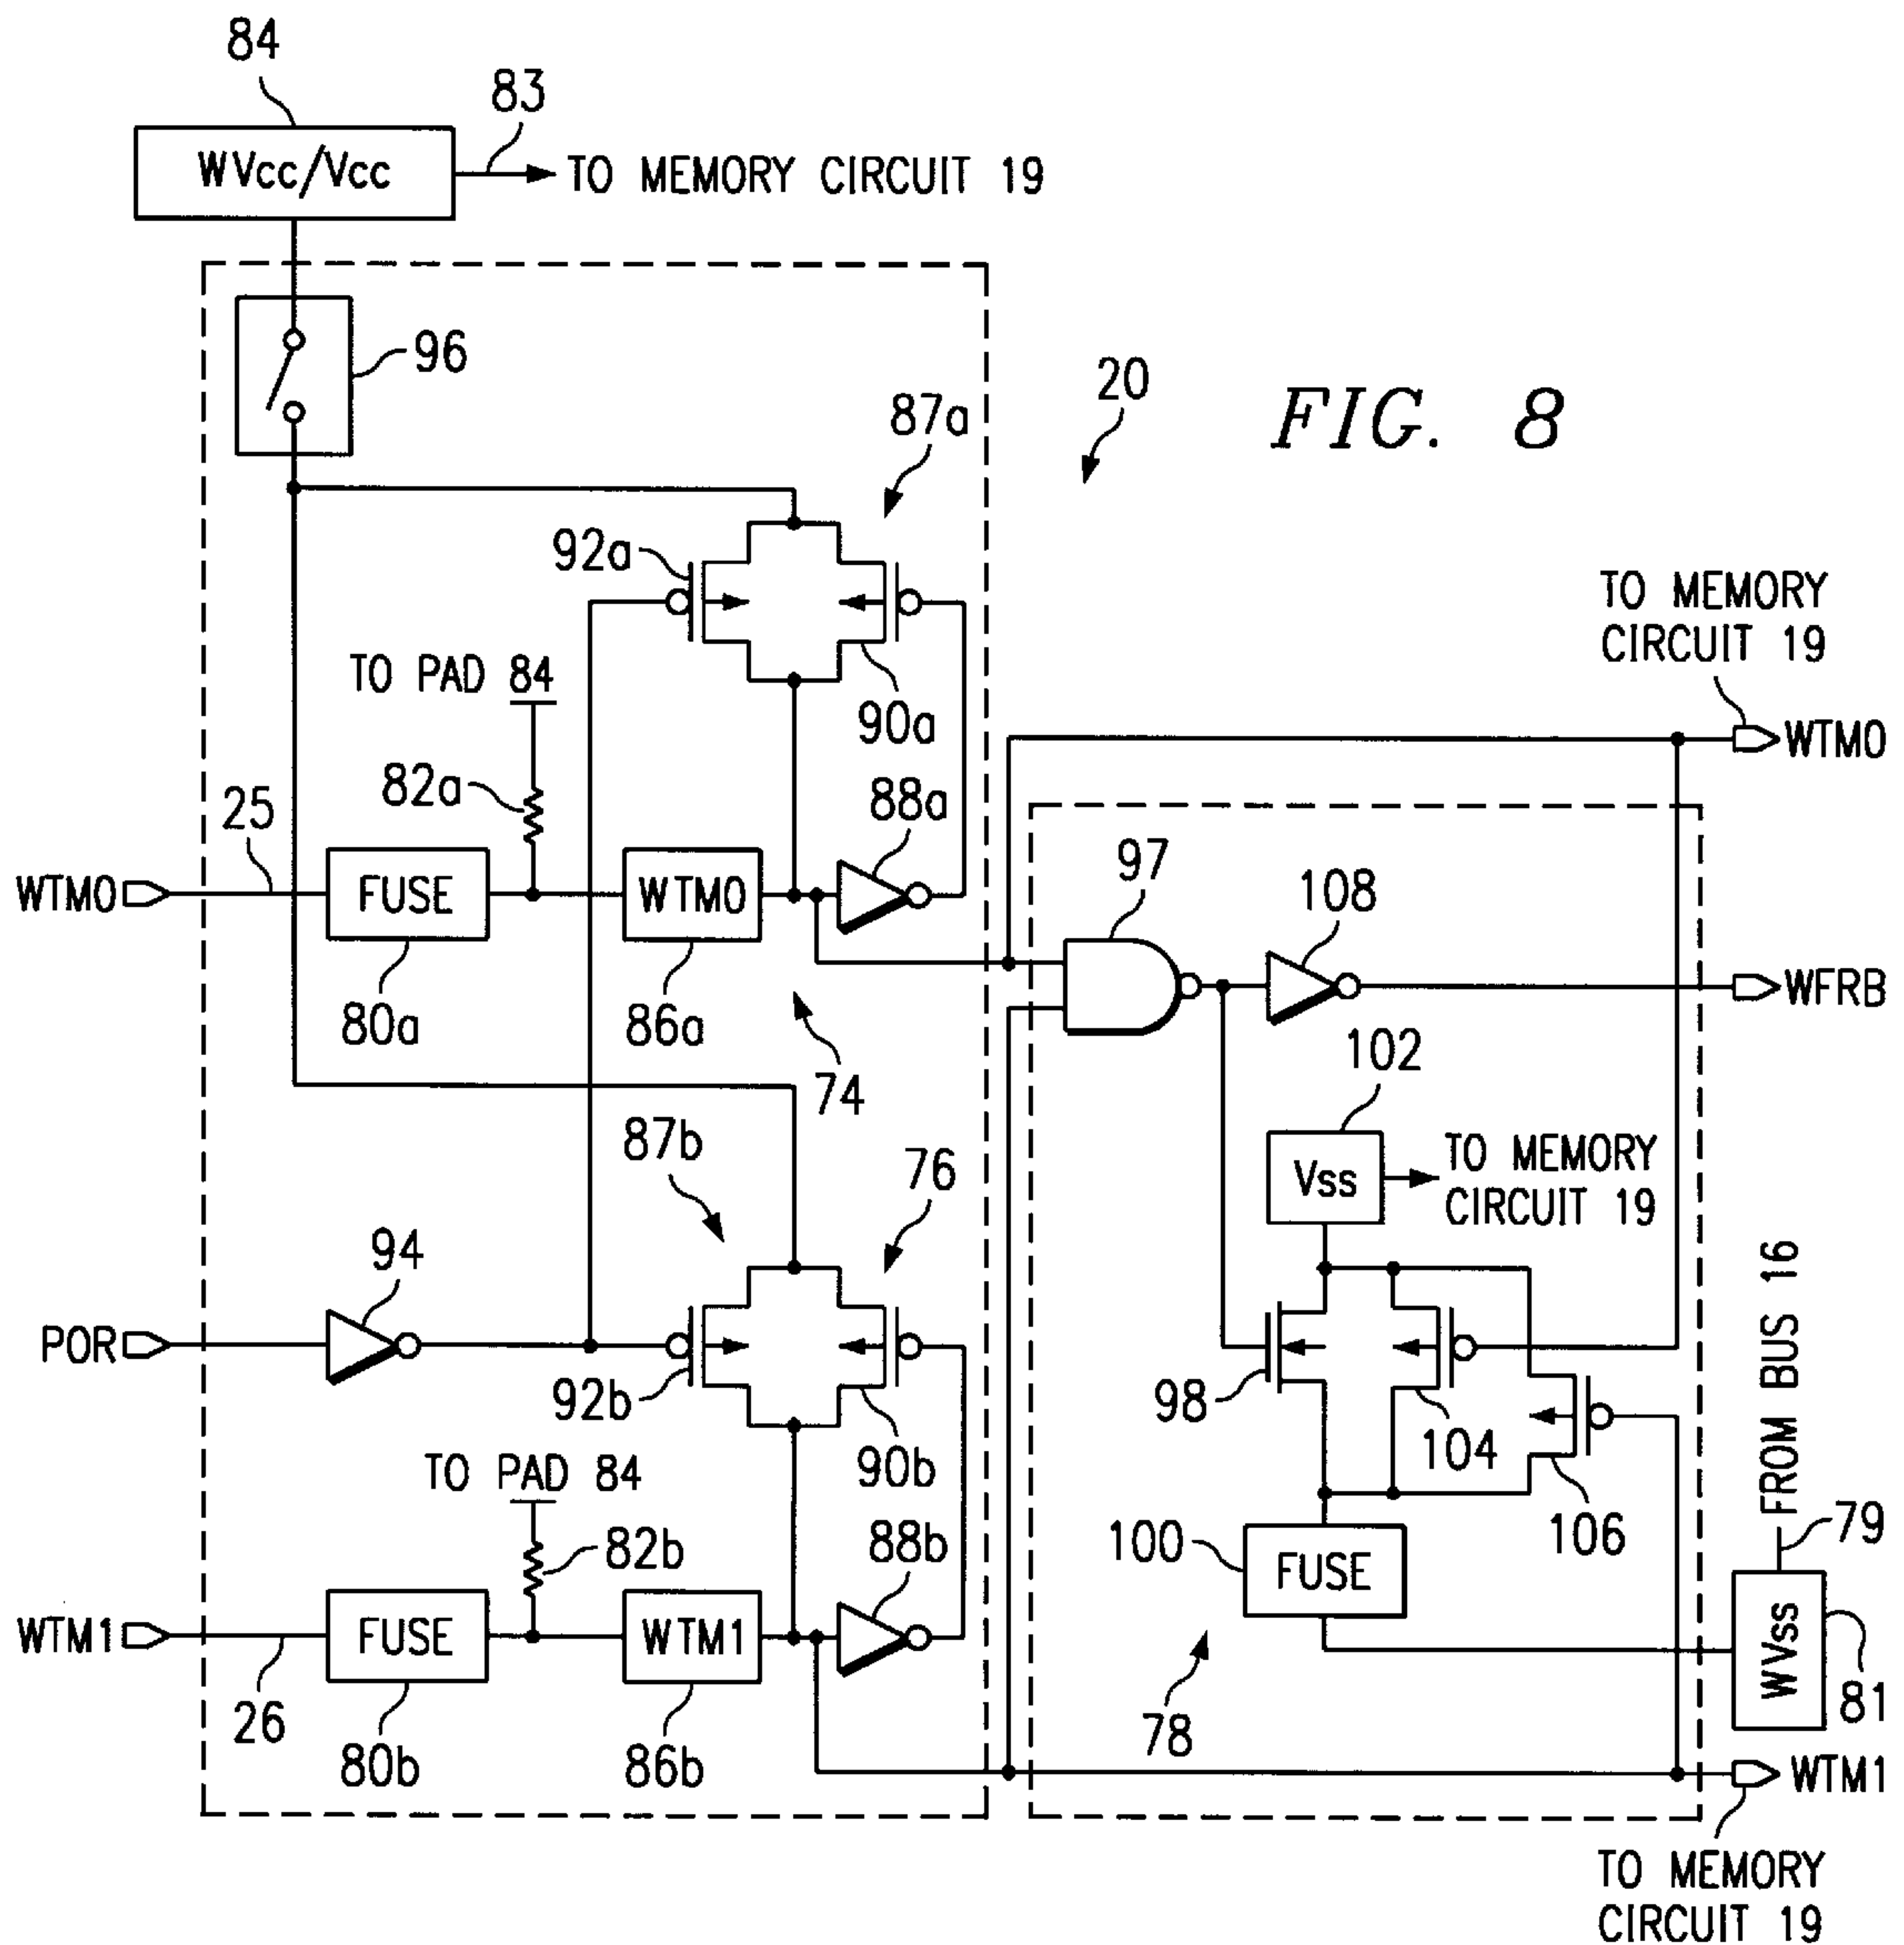 84
83
WVcc/Vcc
TO MEMORY CIRCUIT 19
96
20
FIG. 8
87a
92a
TO MEMORY
CIRCUIT 19
TO PAD 84
90a
WTM0
82a
88a
25
97
WTM0
FUSE
WTM0
108
80a
86a
WFRB
74
102
87b
76
Vss
TO MEMORY
CIRCUIT 19
94
FROM BUS 16
POR
92b
98
90b
104
TO PAD 84
106
79
82b
88b
100
FUSE
WTM1
FUSE
WTM1
WVss
26
80b
86b
78
81
WTM1
TO MEMORY
CIRCUIT 19